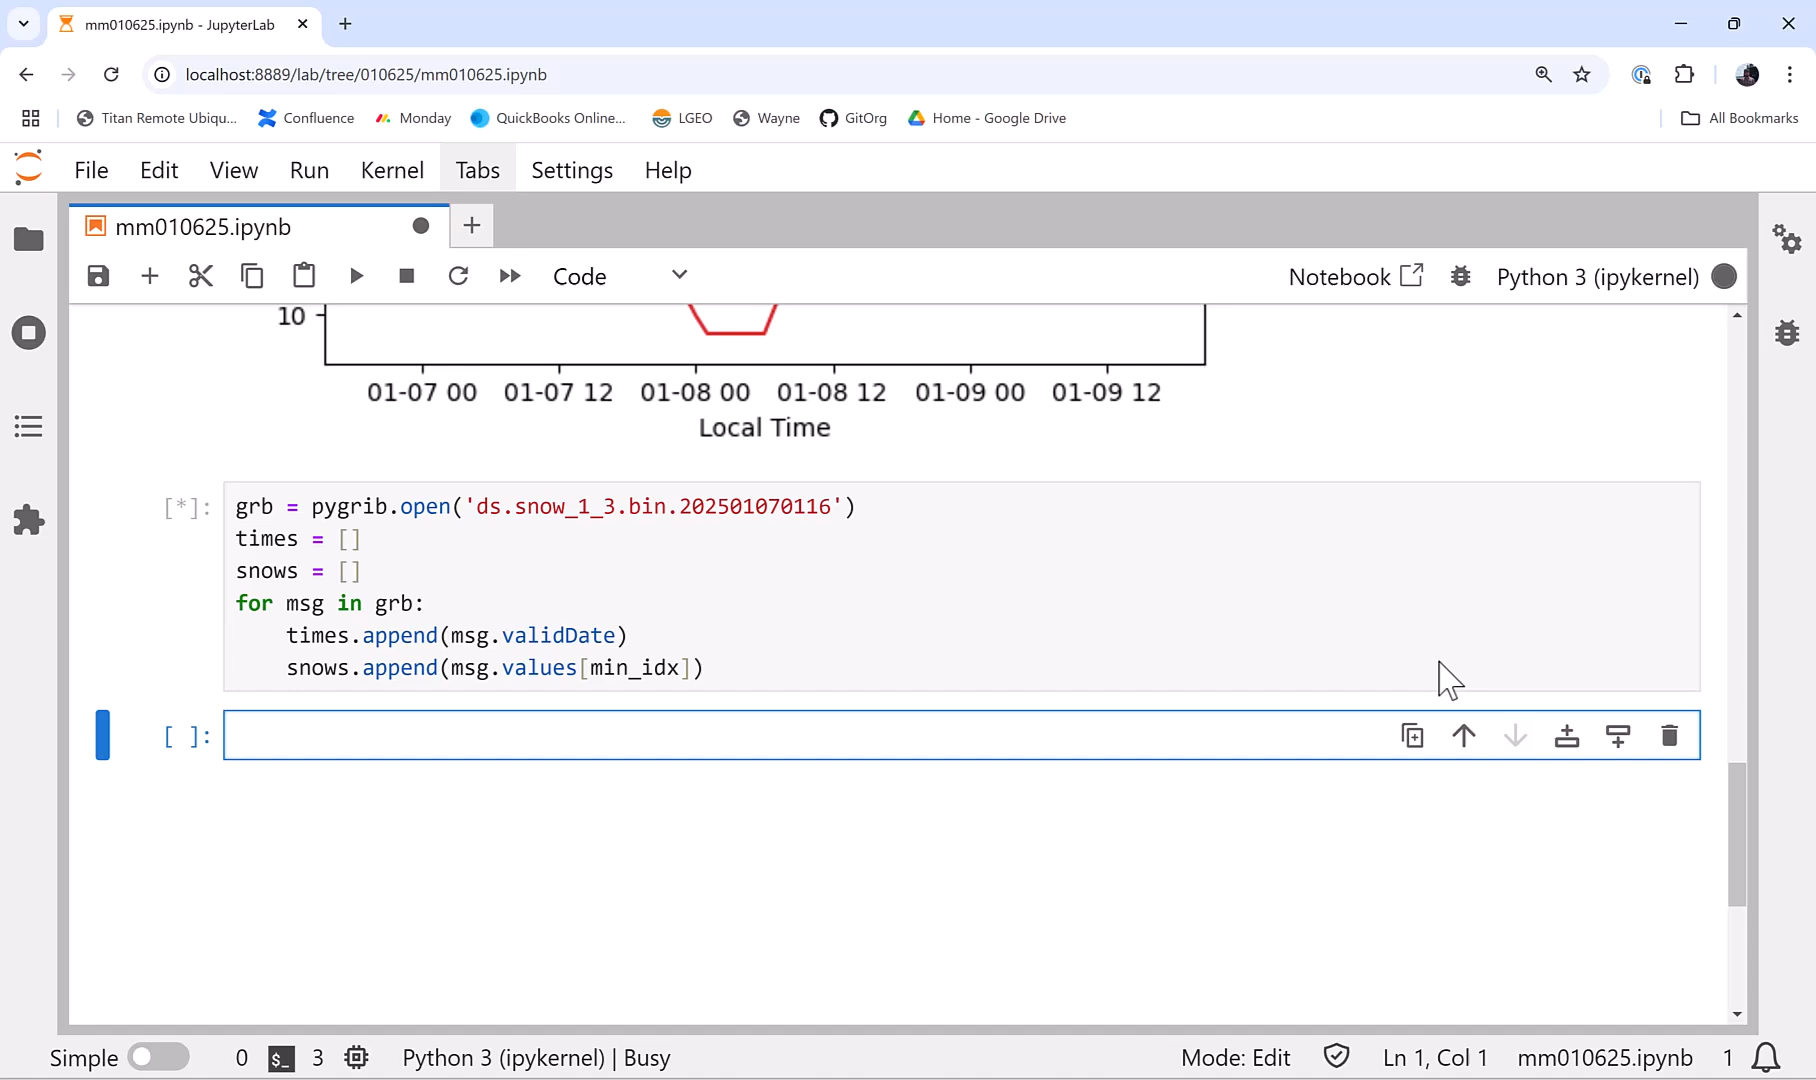 mm010625.ipynb - JupyterLab
localhost:8889/lab/tree/010625/mm010625.ipynb
Titan Remote Ubiqu... Confluence Monday QuickBooks Online... LGEO Wayne GitOrg Home - Google Drive All Bookmarks
File Edit View Run Kernel Tabs Settings Help
mm010625.ipynb
Code Notebook Python 3 (ipykernel)
10
01-07 00 01-07 12 01-08 00 01-08 12 01-09 00 01-09 12
Local Time
[*]: grb = pygrib.open('ds.snow_1_3.bin.202501070116')
times = []
snows = []
for msg in grb:
    times.append(msg.validDate)
    snows.append(msg.values[min_idx])
[ ]:
Simple 0 $_ 3 Python 3 (ipykernel) | Busy Mode: Edit Ln 1, Col 1 mm010625.ipynb 1